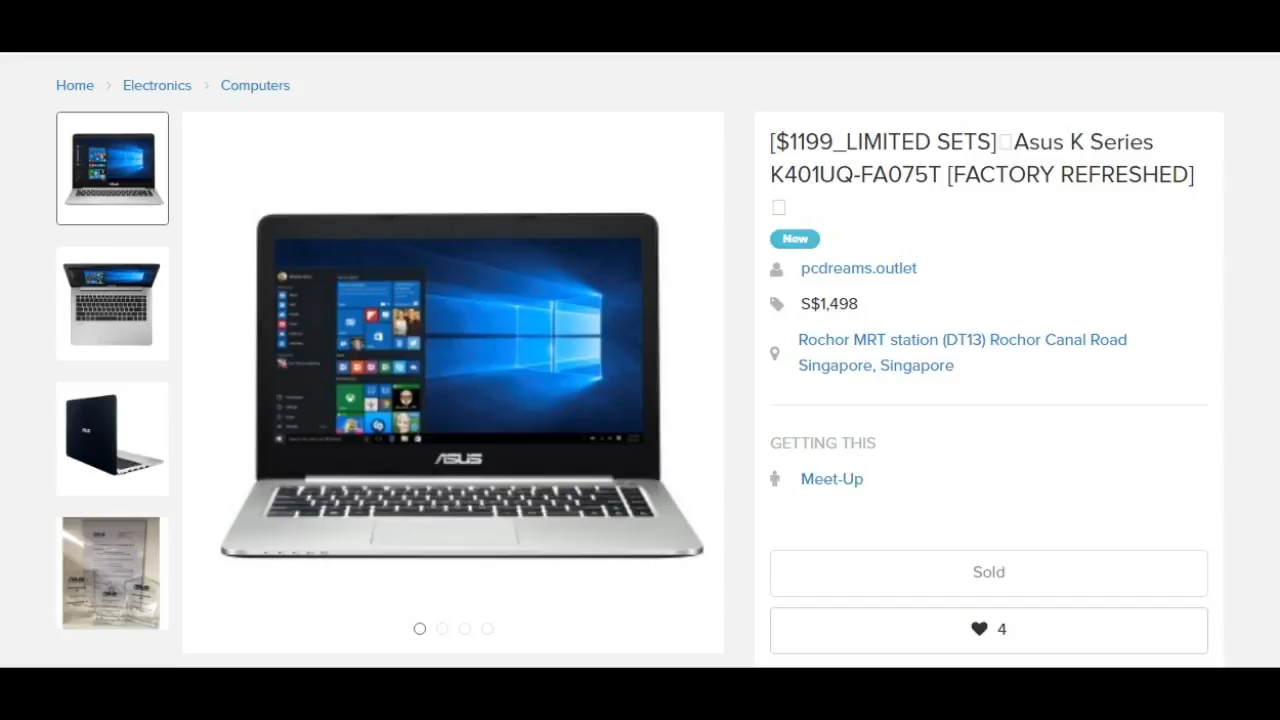 Home > Electronics > Computers
[$1199_LIMITED SETS]□Asus K Series
K401UQ-FA075T [FACTORY REFRESHED]
□
New
pcdreams.outlet
S$1,498
Rochor MRT station (DT13) Rochor Canal Road
Singapore, Singapore
GETTING THIS
Meet-Up
Sold
4
ASUS